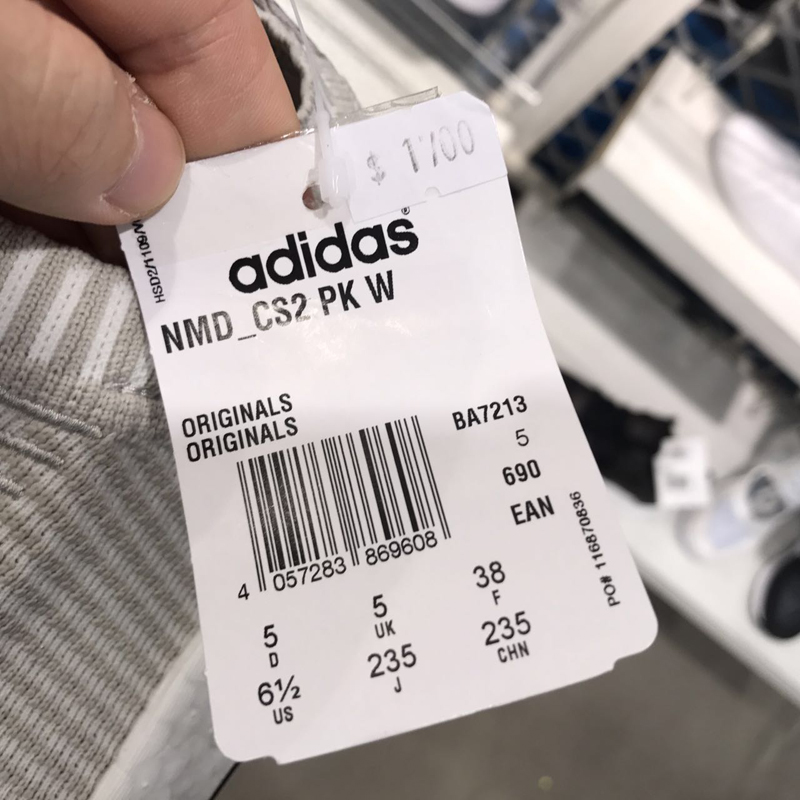 $ 1700
adidas®
NMD_CS2 PK W
ORIGINALS
ORIGINALS
BA7213
5
690
EAN
4 057283 869608
5
D
5
UK
38
F
6½
US
235
J
235
CHN
PO# 116870836